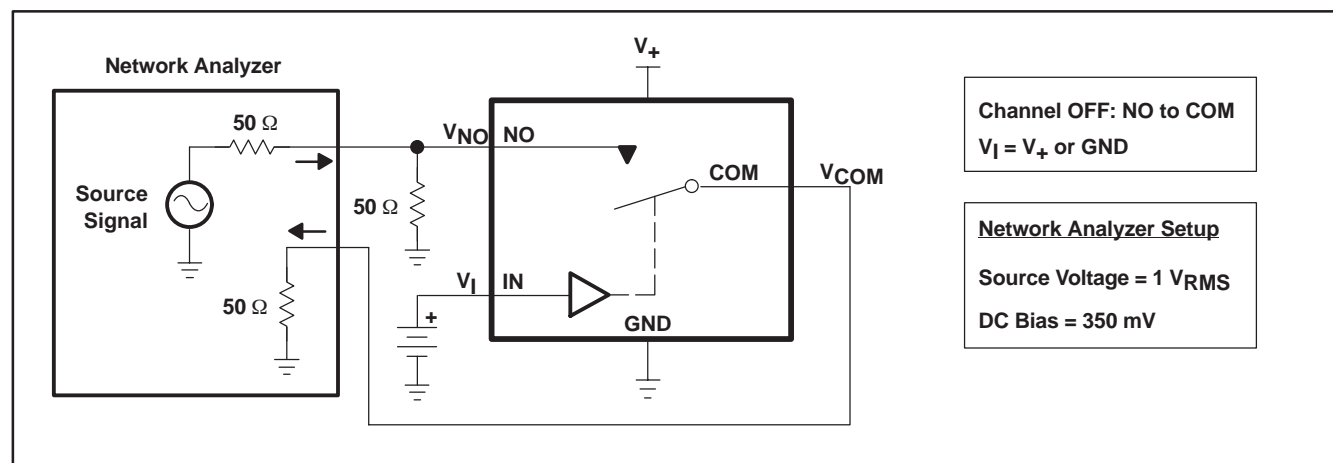 Network Analyzer
50 Ω
Source
Signal
50 Ω
50 Ω
V+
VNO NO
COM
VCOM
VI IN
+
GND
Channel OFF: NO to COM
VI = V+ or GND
Network Analyzer Setup
Source Voltage = 1 VRMS
DC Bias = 350 mV